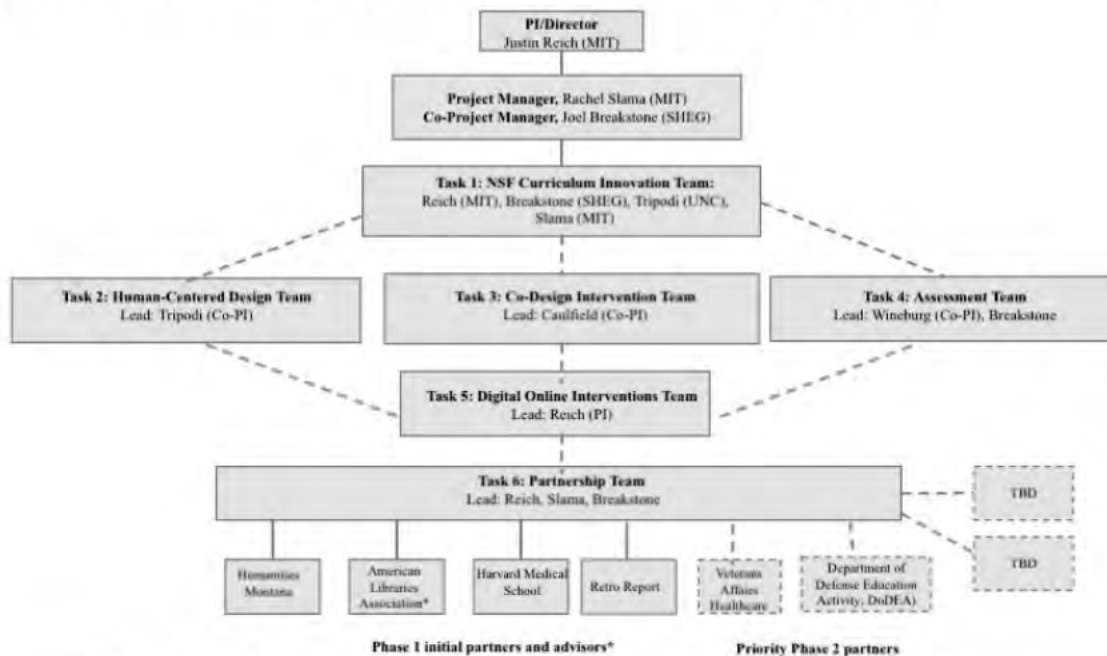 PI/Director
Justin Reich (MIT)
Project Manager, Rachel Slama (MIT)
Co-Project Manager, Joel Breakstone (SHEG)
Task 1: NSF Curriculum Innovation Team:
Reich (MIT), Breakstone (SHEG), Tripodi (UNC),
Slama (MIT)
Task 2: Human-Centered Design Team
Lead: Tripodi (Co-PI)
Task 3: Co-Design Intervention Team
Lead: Caulfield (Co-PI)
Task 4: Assessment Team
Lead: Wineburg (Co-PI), Breakstone
Task 5: Digital Online Interventions Team
Lead: Reich (PI)
Task 6: Partnership Team
Lead: Reich, Slama, Breakstone
TBD
TBD
Humanities
Montana
American
Libraries
Association*
Harvard Medical
School
Retro Report
Veterans
Affairs
Healthcare
Department of
Defense Education
Activity, DoDEA)
Phase 1 initial partners and advisors*
Priority Phase 2 partners